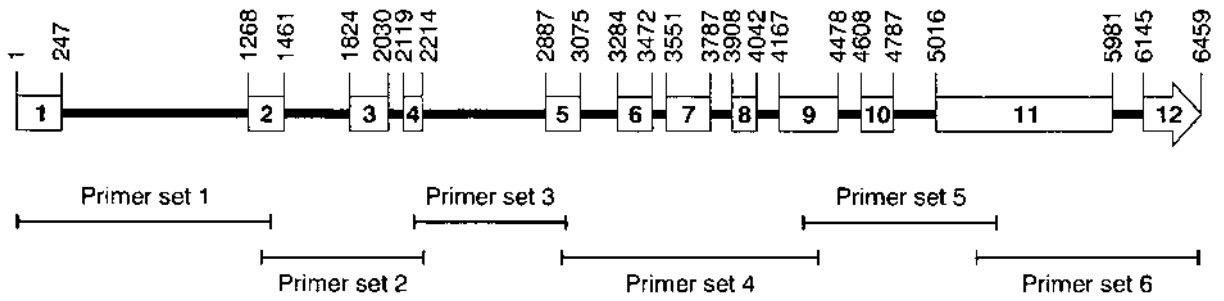 1 247 1268 1461 1824 2030 2119 2214 2887 3075 3284 3472 3551 3787 3908 4042 4167 4478 4608 4787 5016 5981 6145 6459
1 2 3 4 5 6 7 8 9 10 11 12
Primer set 1 Primer set 3 Primer set 5
Primer set 2 Primer set 4 Primer set 6